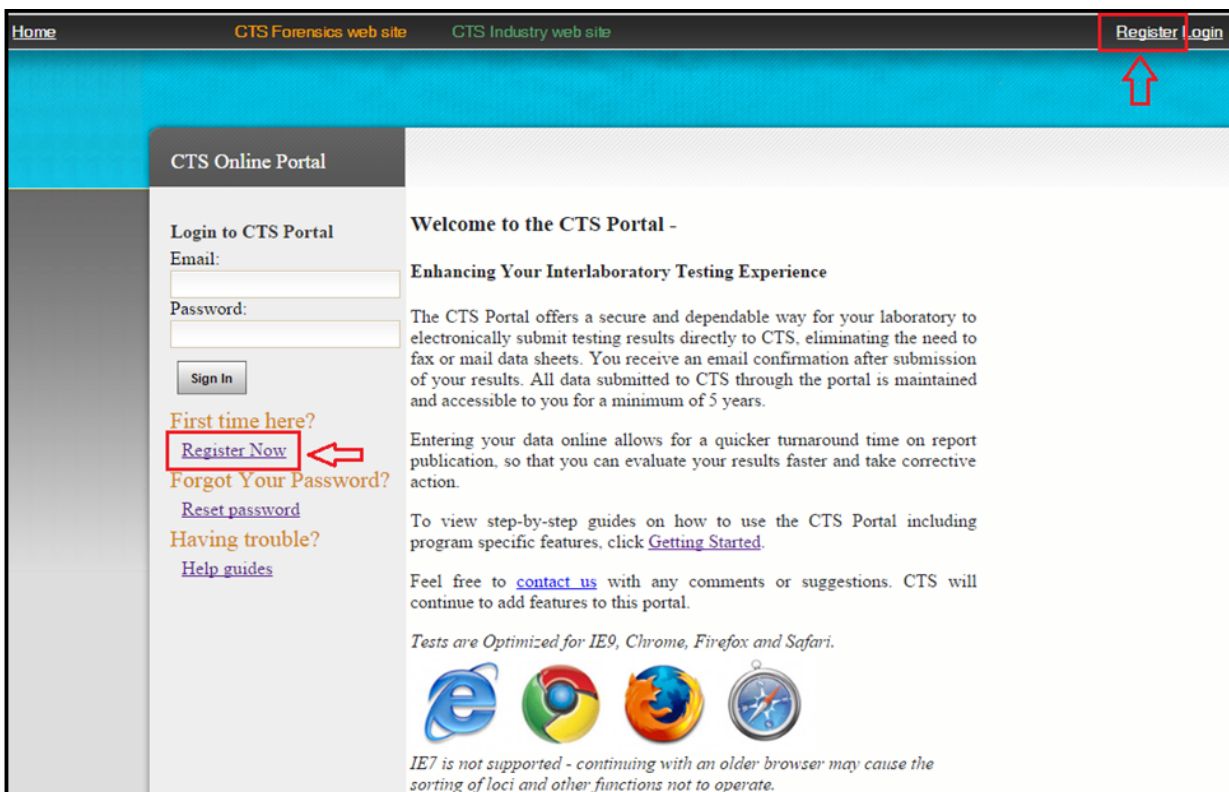 Home CTS Forensics web site CTS Industry web site Register Login
CTS Online Portal
Login to CTS Portal
Email:
Password:
Sign In
First time here?
Register Now
Forgot Your Password?
Reset password
Having trouble?
Help guides
Welcome to the CTS Portal -
Enhancing Your Interlaboratory Testing Experience
The CTS Portal offers a secure and dependable way for your laboratory to
electronically submit testing results directly to CTS, eliminating the need to
fax or mail data sheets. You receive an email confirmation after submission
of your results. All data submitted to CTS through the portal is maintained
and accessible to you for a minimum of 5 years.
Entering your data online allows for a quicker turnaround time on report
publication, so that you can evaluate your results faster and take corrective
action.
To view step-by-step guides on how to use the CTS Portal including
program specific features, click Getting Started.
Feel free to contact us with any comments or suggestions. CTS will
continue to add features to this portal.
Tests are Optimized for IE9, Chrome, Firefox and Safari.
IE7 is not supported - continuing with an older browser may cause the
sorting of loci and other functions not to operate.